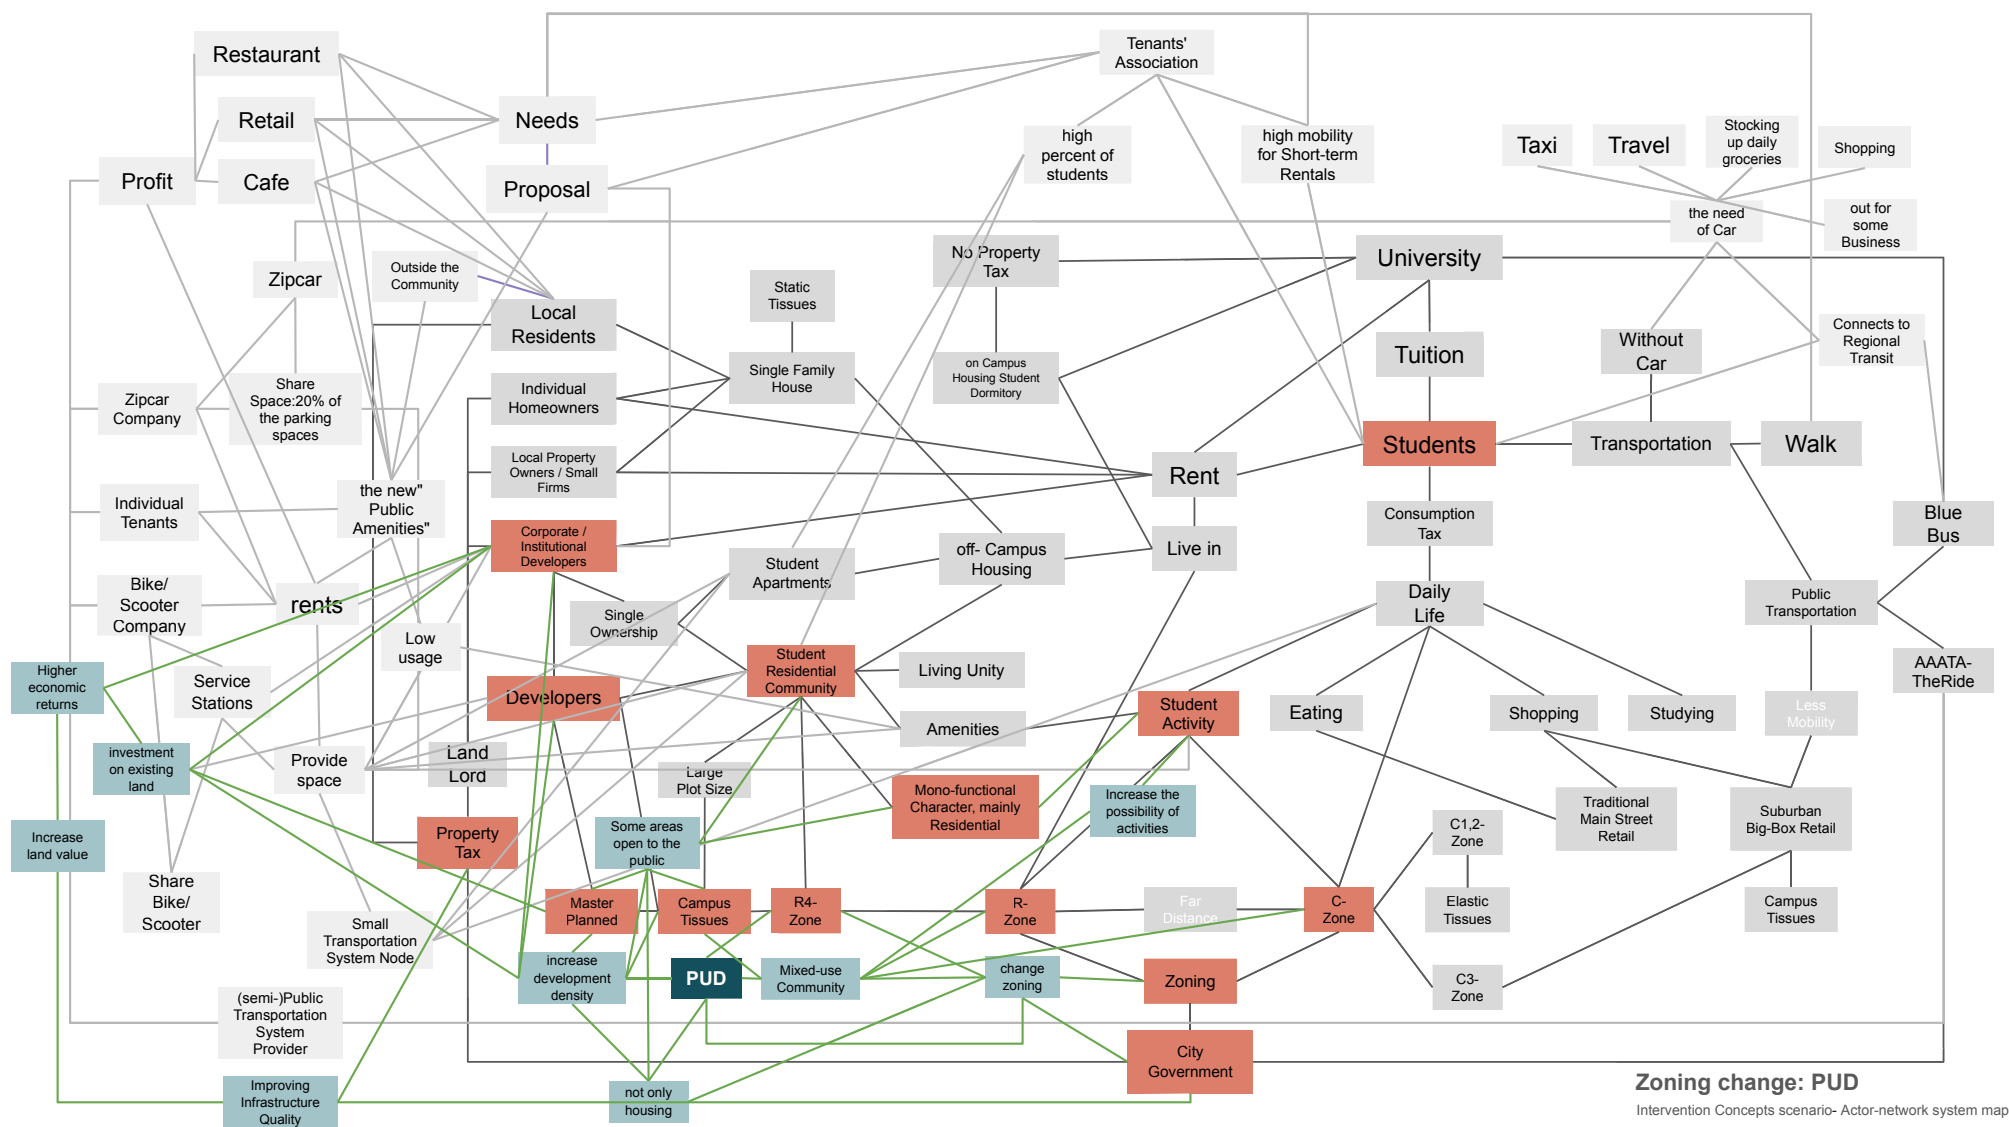 Restaurant
Tenants'
Association
Retail
Needs
high
percent of
students
high mobility
for Short-term
Rentals
Taxi
Travel
Stocking
up daily
groceries
Shopping
Profit
Cafe
Proposal
the need
of Car
out for
some
Business
Zipcar
Outside the
Community
Static
Tissues
No Property
Tax
University
Local
Residents
Tuition
Without
Car
Connects to
Regional
Transit
Single Family
House
on Campus
Housing Student
Dormitory
Zipcar
Company
Share
Space:20% of
the parking
spaces
Individual
Homeowners
Students
Transportation
Walk
Local Property
Owners / Small
Firms
Rent
Individual
Tenants
the new"
Public
Amenities"
Corporate /
Institutional
Developers
Student
Apartments
off- Campus
Housing
Live in
Consumption
Tax
Blue
Bus
Bike/
Scooter
Company
rents
Single
Ownership
Daily
Life
Public
Transportation
Low
usage
Higher
economic
returns
Service
Stations
Developers
Student
Residential
Community
Living Unity
AAATA-
TheRide
Student
Activity
Eating
Shopping
Studying
Less
Mobility
Amenities
investment
on existing
land
Provide
space
Land
Lord
Large
Plot Size
Mono-functional
Character, mainly
Residential
Increase the
possibility of
activities
Traditional
Main Street
Retail
Suburban
Big-Box Retail
Increase
land value
Property
Tax
Some areas
open to the
public
C1,2-
Zone
Share
Bike/
Scooter
Master
Planned
Campus
Tissues
R4-
Zone
R-
Zone
Far
Distance
C-
Zone
Elastic
Tissues
Campus
Tissues
Small
Transportation
System Node
increase
development
density
PUD
Mixed-use
Community
change
zoning
Zoning
C3-
Zone
(semi-)Public
Transportation
System
Provider
City
Government
Improving
Infrastructure
Quality
not only
housing
Zoning change: PUD
Intervention Concepts scenario- Actor-network system map